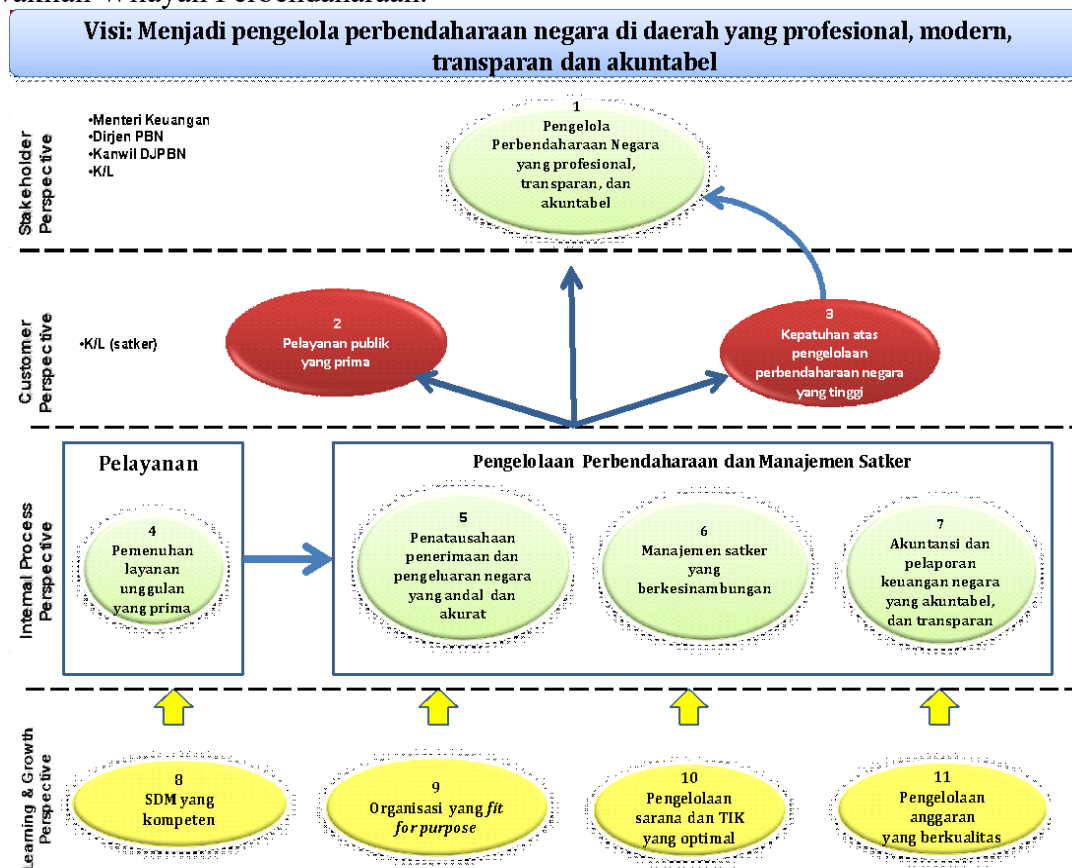 Wilayah Perbendaharaan.
Visi: Menjadi pengelola perbendaharaan negara di daerah yang profesional, modern,
transparan dan akuntabel
Stakeholder
Perspective
•Menteri Keuangan
•Dirjen PBN
•Kanwil DJPBN
•K/L
1
Pengelola
Perbendaharaan Negara
yang profesional,
transparan, dan
akuntabel
Customer
Perspective
•K/L (satker)
2
Pelayanan publik
yang prima
3
Kepatuhan atas
pengelolaan
perbendaharaan negara
yang tinggi
Internal Process
Perspective
Pelayanan
4
Pemenuhan
layanan
unggulan
yang prima
Pengelolaan Perbendaharaan dan Manajemen Satker
5
Penatausahaan
penerimaan dan
pengeluaran negara
yang andal dan
akurat
6
Manajemen satker
yang
berkesinambungan
7
Akuntansi dan
pelaporan
keuangan negara
yang akuntabel,
dan transparan
Learning & Growth
Perspective
8
SDM yang
kompeten
9
Organisasi yang fit
for purpose
10
Pengelolaan
sarana dan TIK
yang optimal
11
Pengelolaan
anggaran
yang berkualitas